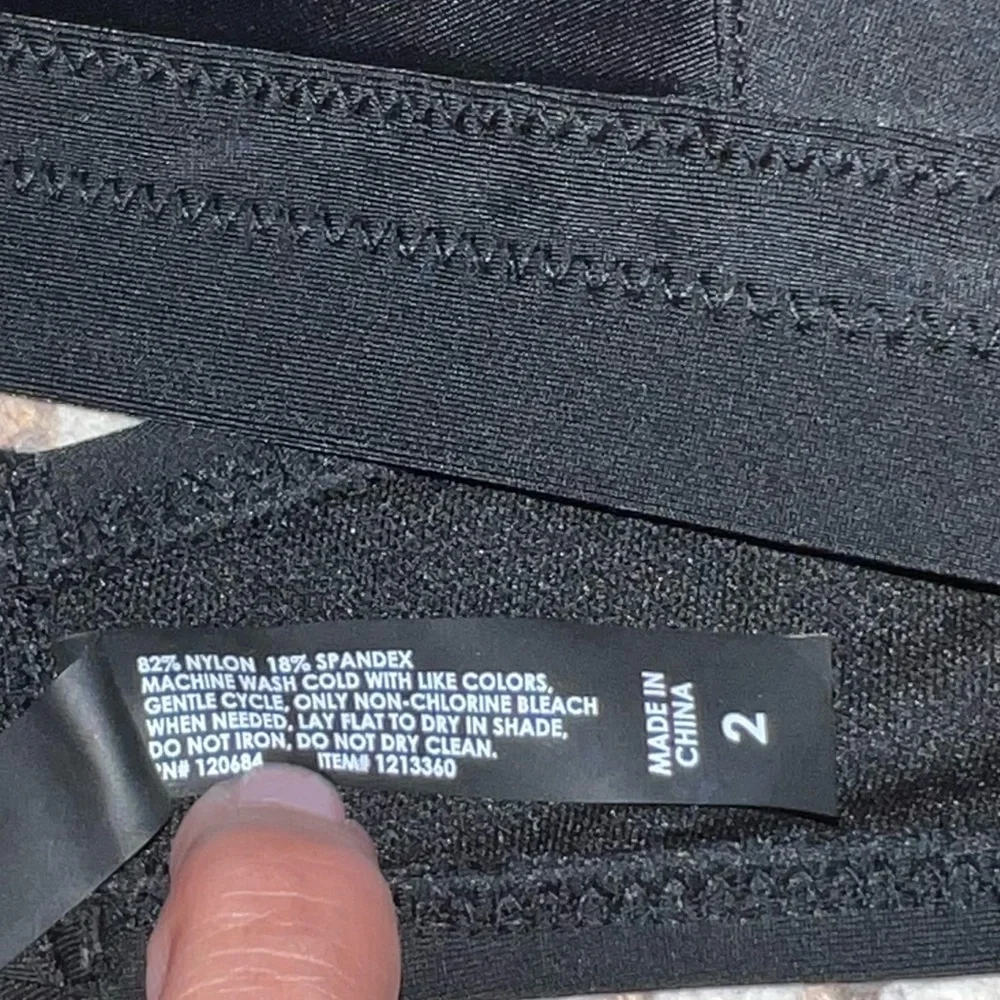 82% NYLON 18% SPANDEX
MACHINE WASH COLD WITH LIKE COLORS,
GENTLE CYCLE, ONLY NON-CHLORINE BLEACH
WHEN NEEDED, LAY FLAT TO DRY IN SHADE,
DO NOT IRON, DO NOT DRY CLEAN.
N# 120684 ITEM# 1213360
MADE IN
CHINA
2